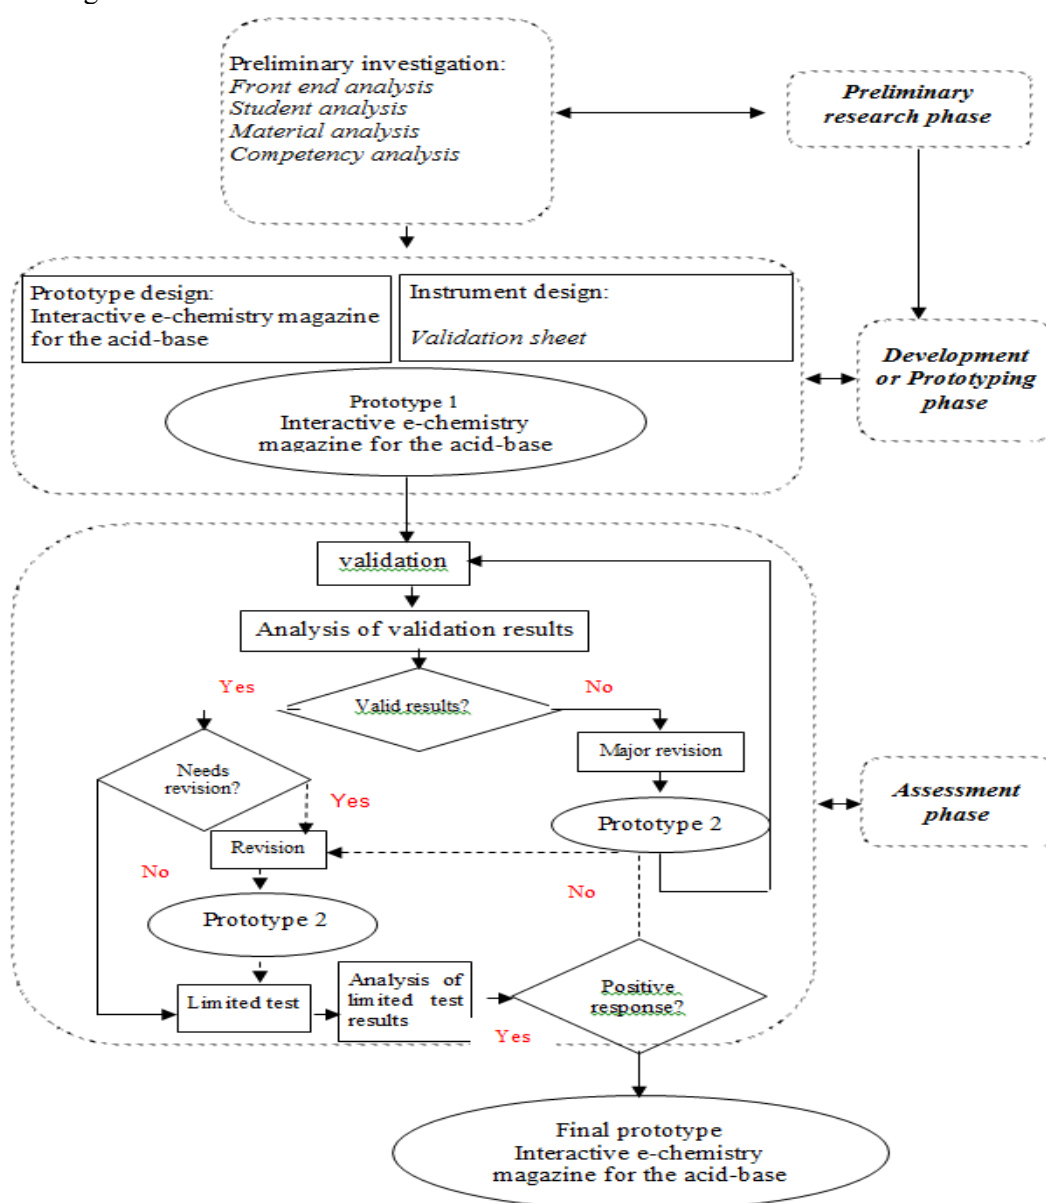 Preliminary investigation:
Front end analysis
Student analysis
Material analysis
Competency analysis
Preliminary
research phase
Prototype design:
Interactive e-chemistry magazine
for the acid-base
Instrument design:
Validation sheet
Prototype 1
Interactive e-chemistry
magazine for the acid-base
Development
or Prototyping
phase
validation
Analysis of validation results
Yes
Valid results?
No
Needs
revision?
Yes
Major revision
Prototype 2
Assessment
phase
Revision
No
Prototype 2
No
Limited test
Analysis of
limited test
results
Positive
response?
Yes
Final prototype
Interactive e-chemistry
magazine for the acid-base